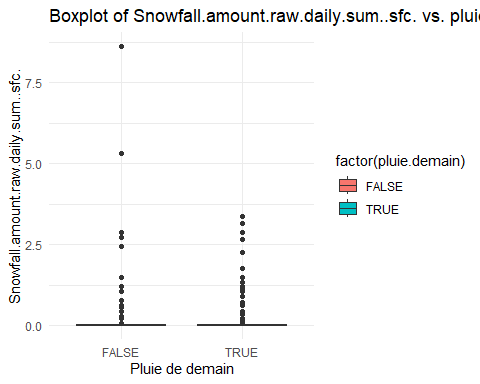 Boxplot of Snowfall.amount.raw.daily.sum..sfc. vs. pluie
Snowfall.amount.raw.daily.sum..sfc.
7.5
5.0
2.5
0.0
FALSE TRUE
Pluie de demain
factor(pluie.demain)
FALSE
TRUE